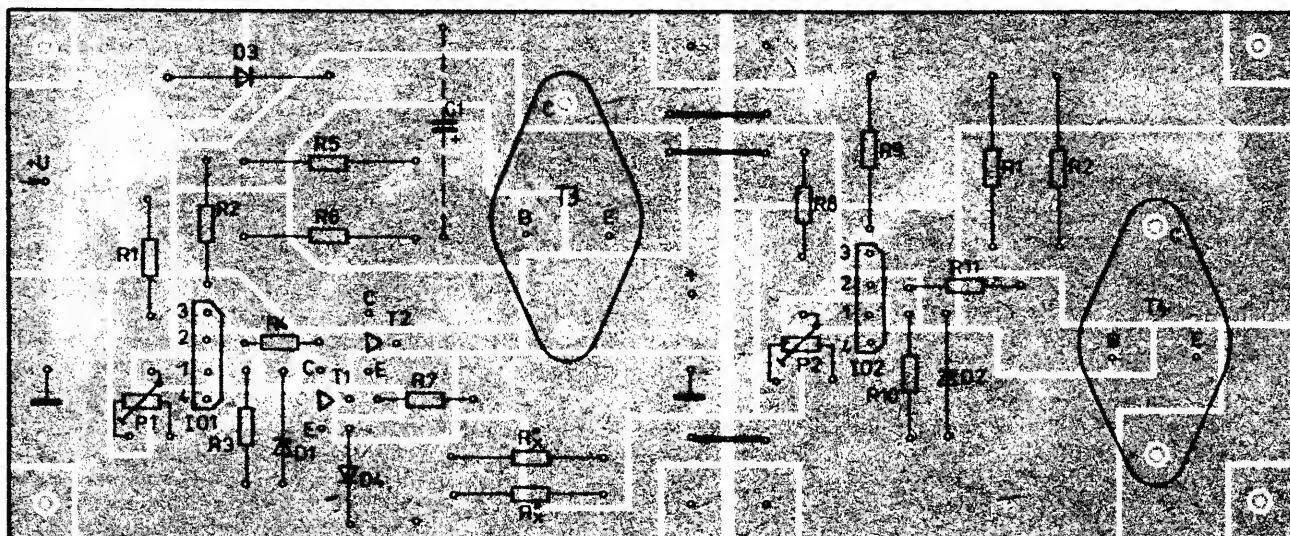 D3
C
C1
+
R5
R9
+U
R1
R2
T3
R2
R8
B
E
R6
C
R1
3
+
R11
C
2
3
T4
R4
T2
1
2
P2
B
E
1
C
E
4
IO2
T1
R7
R10
D2
4
P1
IO1
E
R3
D1
Rx*
D4
Rx*